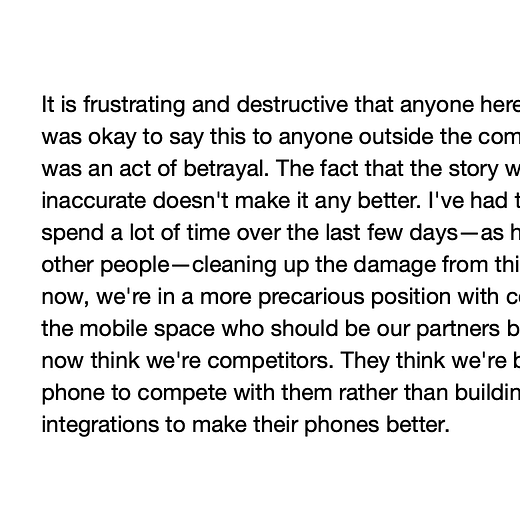 It is frustrating and destructive that anyone here
was okay to say this to anyone outside the com
was an act of betrayal. The fact that the story w
inaccurate doesn't make it any better. I've had t
spend a lot of time over the last few days—as h
other people—cleaning up the damage from thi
now, we're in a more precarious position with c
the mobile space who should be our partners b
now think we're competitors. They think we're b
phone to compete with them rather than buildin
integrations to make their phones better.